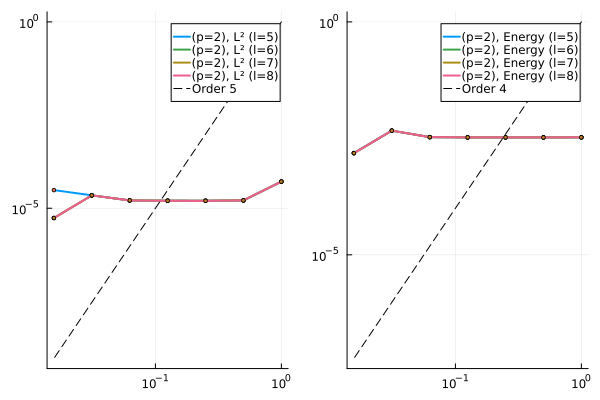 10⁰
10⁻⁵
10⁻¹
10⁰
(p=2), L² (l=5)
(p=2), L² (l=6)
(p=2), L² (l=7)
(p=2), L² (l=8)
Order 5
10⁰
10⁻⁵
10⁻¹
10⁰
(p=2), Energy (l=5)
(p=2), Energy (l=6)
(p=2), Energy (l=7)
(p=2), Energy (l=8)
Order 4